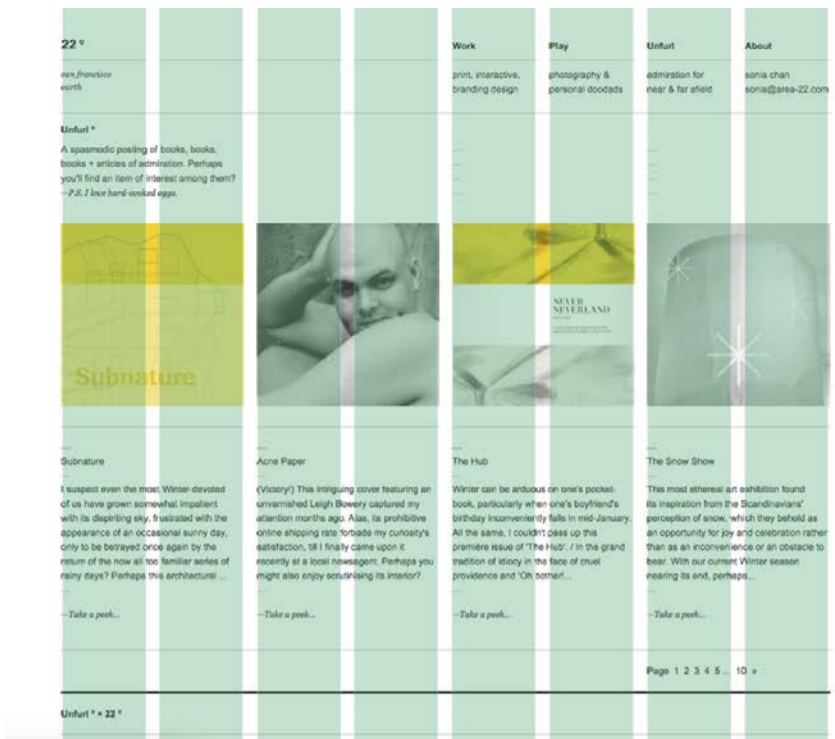 22 º
Work
Play
Unfurl
About
san francisco
earth
print, interactive,
branding design
photography &
personal doodads
admiration for
near & far afield
sonia chan
sonia@area-22.com
Unfurl º
A spasmodic posting of books, books,
books + articles of admiration. Perhaps
you'll find an item of interest among them?
—P.S. I love hard-cooked eggs.
Subnature
NEVER
NEVERLAND
Subnature
I suspect even the most Winter-devoted
of us have grown somewhat impatient
with its dispiriting sky, frustrated with the
appearance of an occasional sunny day,
only to be betrayed once again by the
return of the now all too familiar series of
rainy days? Perhaps this architectural ...
—Take a peek...
Acne Paper
(Victory!) This intriguing cover featuring an
unvarnished Leigh Bowery captured my
attention months ago. Alas, its prohibitive
online shipping rate forbade my curiosity's
satisfaction, till I finally came upon it
recently at a local newsagent. Perhaps you
might also enjoy scrutinising its interior?
—Take a peek...
The Hub
Winter can be arduous on one's pocket-
book, particularly when one's boyfriend's
birthday inconveniently falls in mid-January.
All the same, I couldn't pass up this
première issue of 'The Hub'. / In the grand
tradition of idiocy in the face of cruel
providence and 'Oh bother!...
—Take a peek...
The Snow Show
This most ethereal art exhibition found
its inspiration from the Scandinavians'
perception of snow, which they behold as
an opportunity for joy and celebration rather
than as an inconvenience or an obstacle to
bear. With our current Winter season
nearing its end, perhaps...
—Take a peek...
Page 1 2 3 4 5 ... 10 »
Unfurl º × 22 º